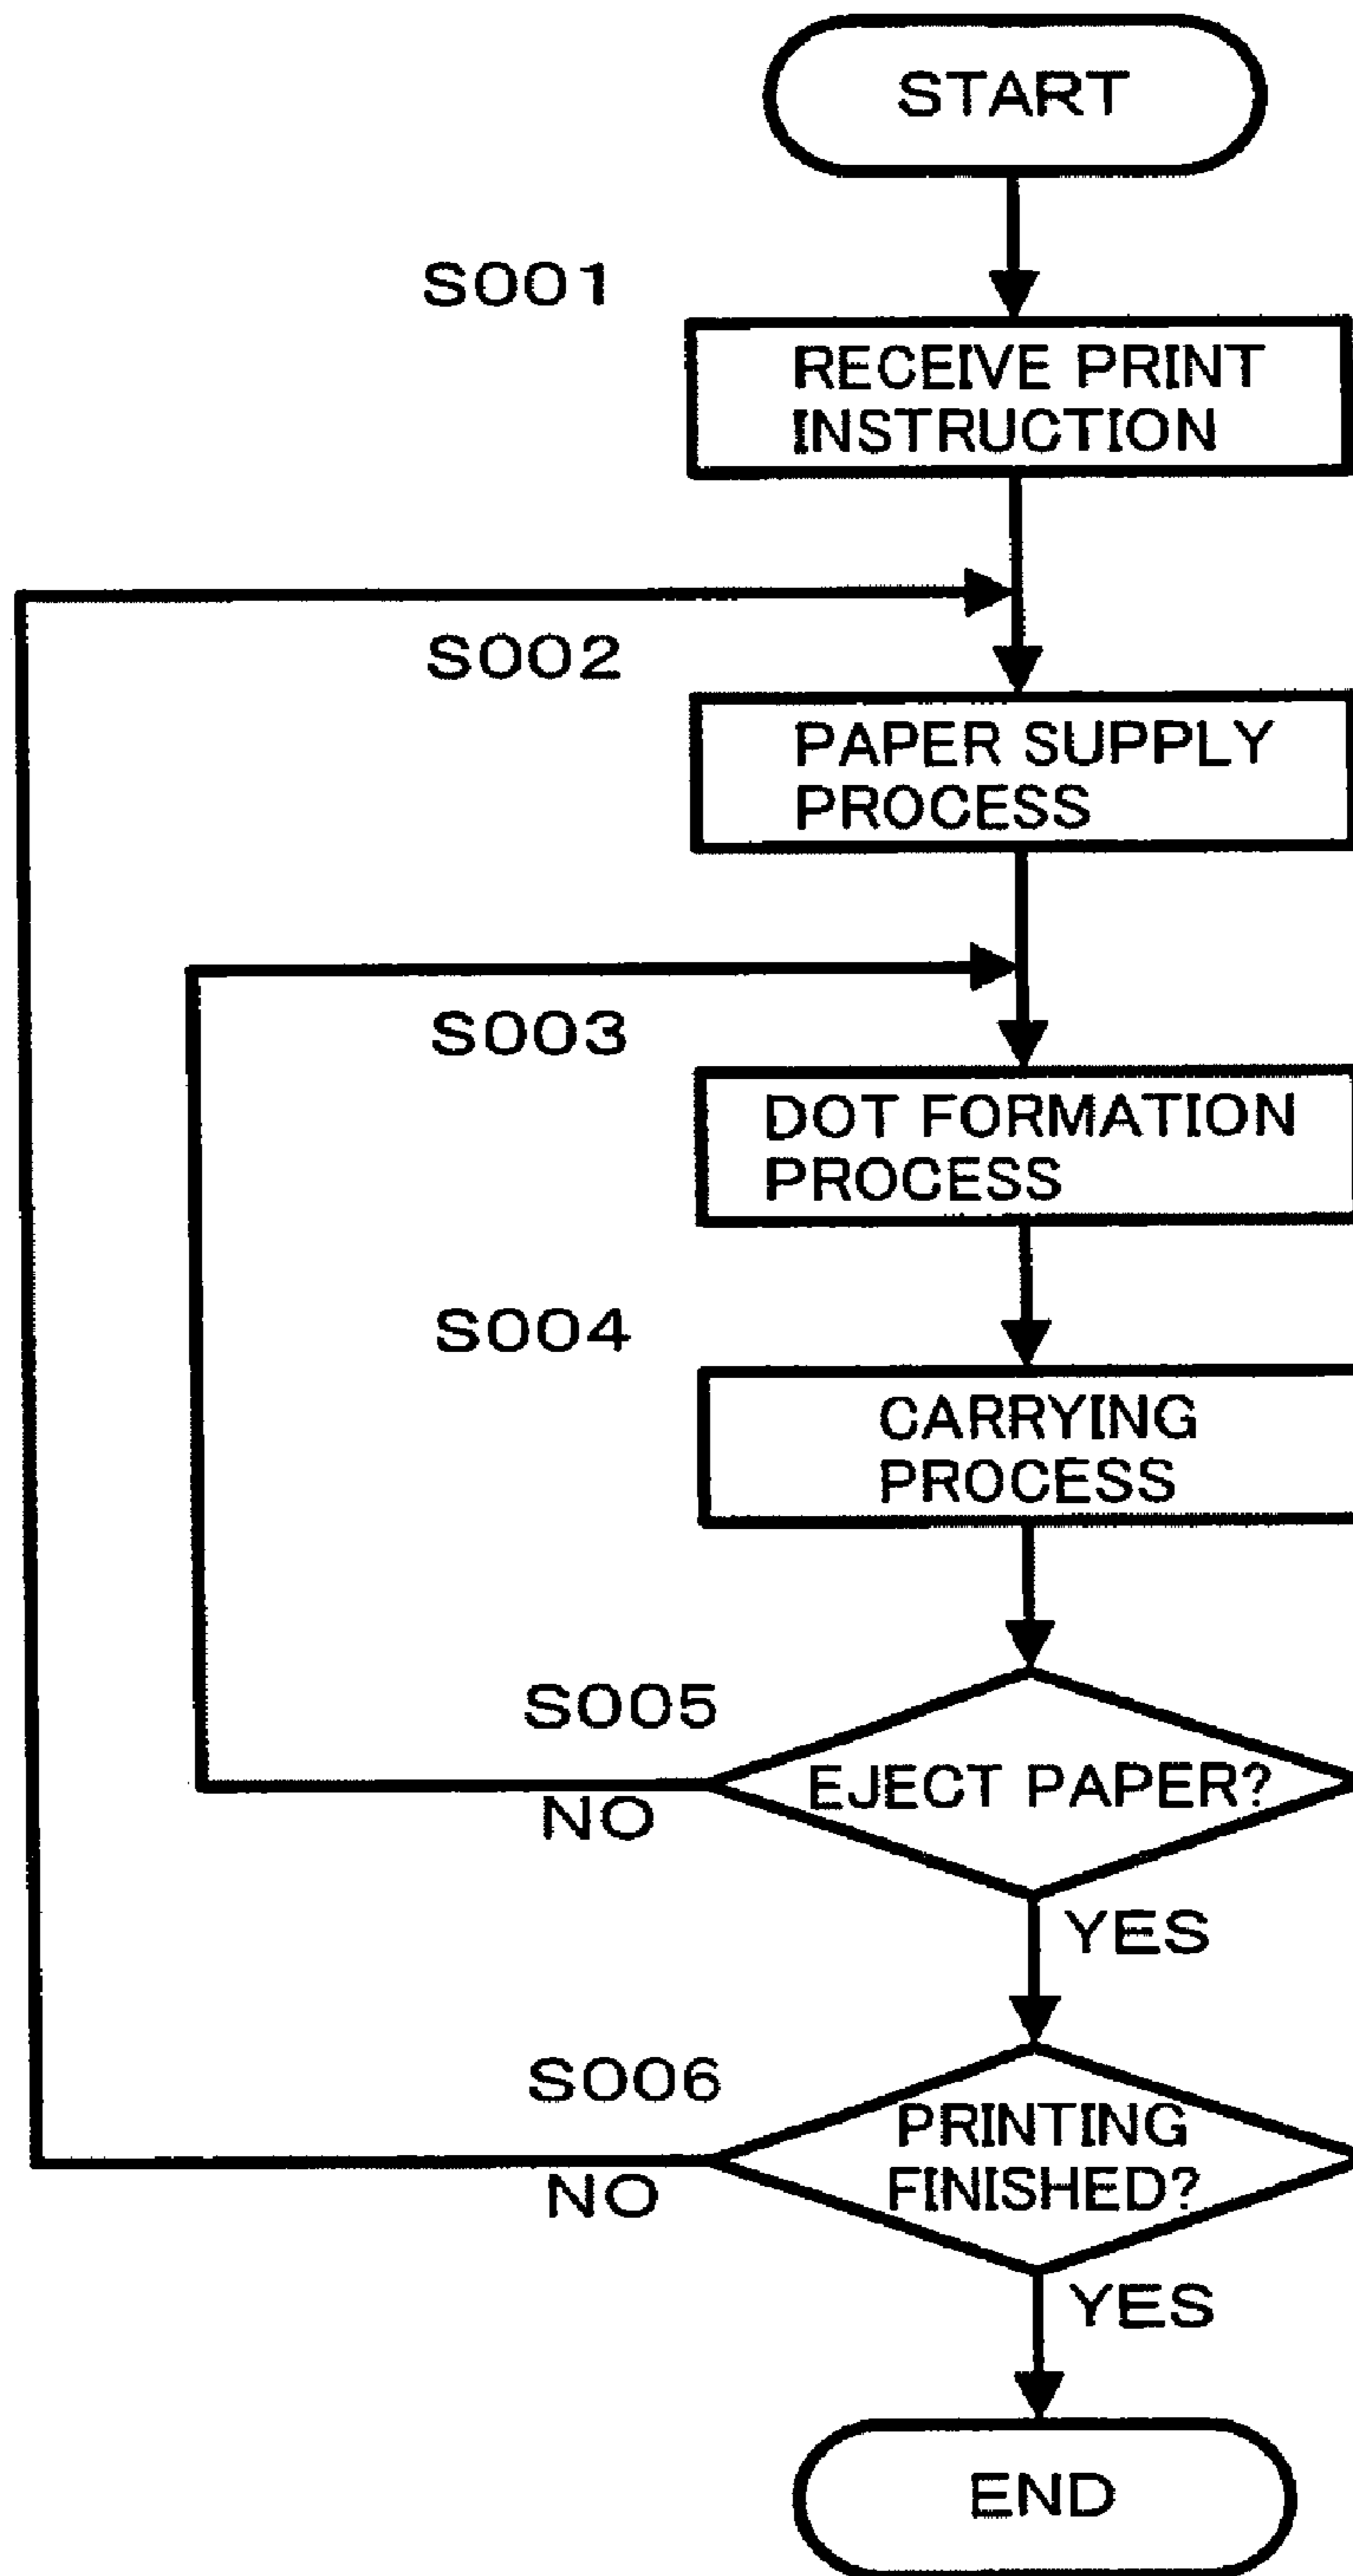 START
S001
RECEIVE PRINT
INSTRUCTION
S002
PAPER SUPPLY
PROCESS
S003
DOT FORMATION
PROCESS
S004
CARRYING
PROCESS
S005
EJECT PAPER?
NO
YES
S006
PRINTING
FINISHED?
NO
YES
END